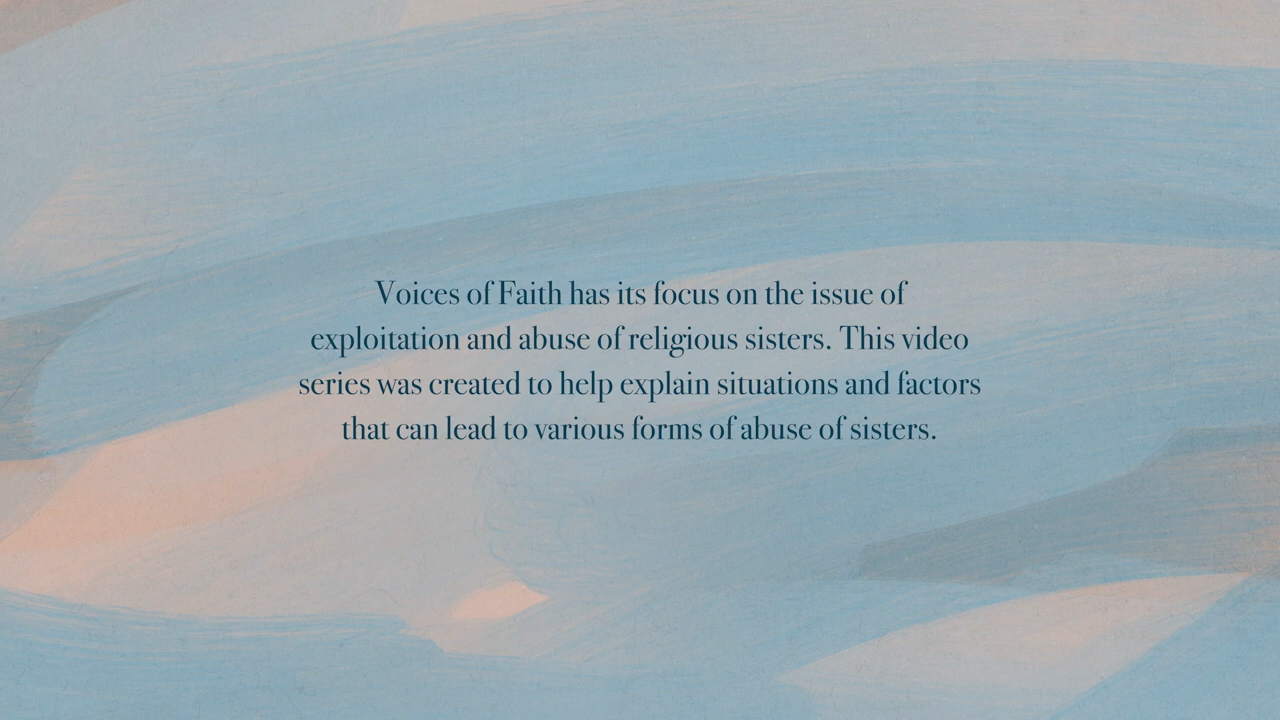 Voices of Faith has its focus on the issue of
exploitation and abuse of religious sisters. This video
series was created to help explain situations and factors
that can lead to various forms of abuse of sisters.